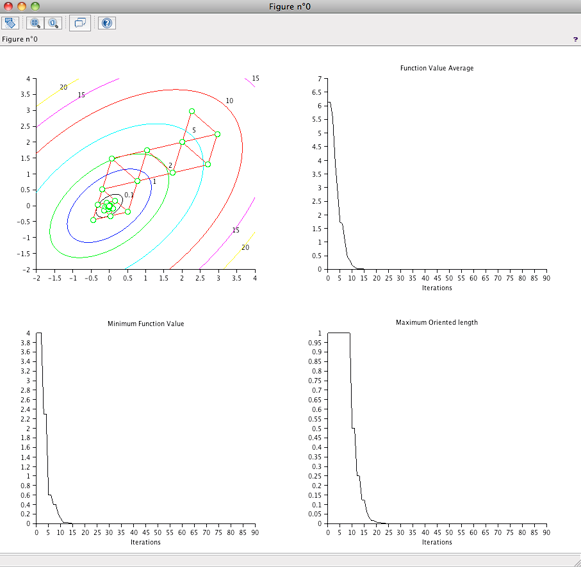 Figure n°0
Figure n°0 ?
20 15 15 10 5 2 1 0.1 15 20
4 3.5 3 2.5 2 1.5 1 0.5 0 −0.5 −1 −1.5 −2
−2 −1.5 −1 −0.5 0 0.5 1 1.5 2 2.5 3 3.5 4
Function Value Average
7 6.5 6 5.5 5 4.5 4 3.5 3 2.5 2 1.5 1 0.5 0
0 5 10 15 20 25 30 35 40 45 50 55 60 65 70 75 80 85 90
Iterations
Minimum Function Value
4 3.8 3.6 3.4 3.2 3 2.8 2.6 2.4 2.2 2 1.8 1.6 1.4 1.2 1 0.8 0.6 0.4 0.2 0
0 5 10 15 20 25 30 35 40 45 50 55 60 65 70 75 80 85 90
Iterations
Maximum Oriented length
1 0.95 0.9 0.85 0.8 0.75 0.7 0.65 0.6 0.55 0.5 0.45 0.4 0.35 0.3 0.25 0.2 0.15 0.1 0.05 0
0 5 10 15 20 25 30 35 40 45 50 55 60 65 70 75 80 85 90
Iterations